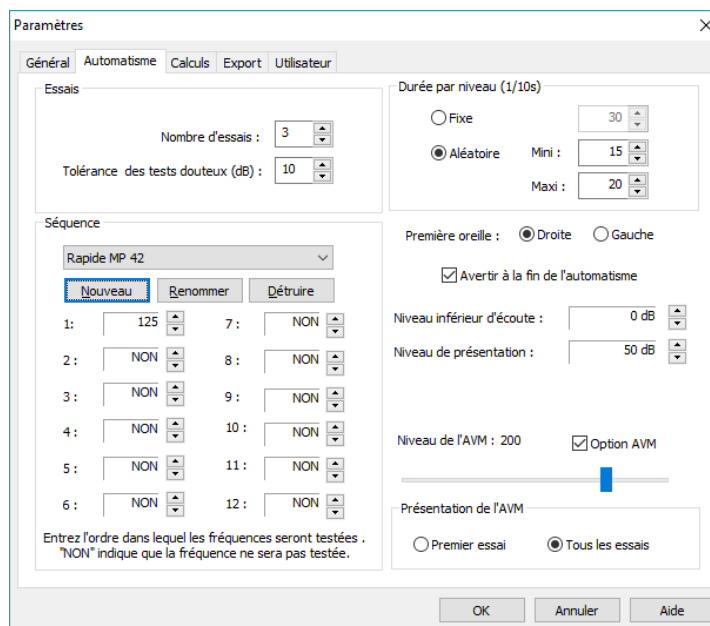 Paramètres
Général Automatisme Calculs Export Utilisateur
Essais
Nombre d'essais : 3
Tolérance des tests douteux (dB) : 10
Séquence
Rapide MP 42
Nouveau Renommer Détruire
1: 125 7 : NON
2 : NON 8 : NON
3 : NON 9 : NON
4 : NON 10 : NON
5 : NON 11 : NON
6 : NON 12 : NON
Entrez l'ordre dans lequel les fréquences seront testées .
"NON" indique que la fréquence ne sera pas testée.
Durée par niveau (1/10s)
Fixe 30
Aléatoire Mini : 15
Maxi : 20
Première oreille : Droite Gauche
Avertir à la fin de l'automatisme
Niveau inférieur d'écoute : 0 dB
Niveau de présentation : 50 dB
Niveau de l'AVM : 200 Option AVM
Présentation de l'AVM
Premier essai Tous les essais
OK Annuler Aide